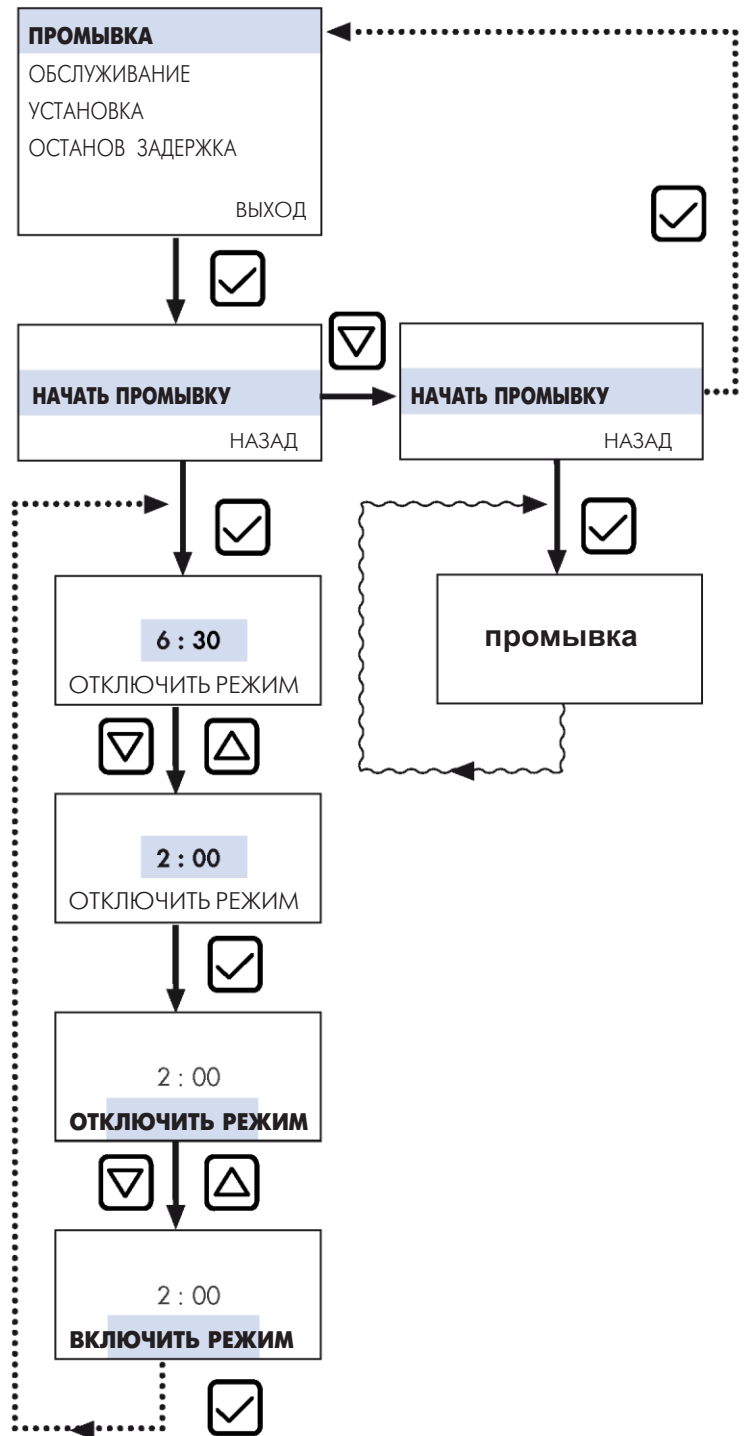 ПРОМЫВКА
ОБСЛУЖИВАНИЕ
УСТАНОВКА
ОСТАНОВ ЗАДЕРЖКА
ВЫХОД
НАЧАТЬ ПРОМЫВКУ
НАЗАД
НАЧАТЬ ПРОМЫВКУ
НАЗАД
6 : 30
ОТКЛЮЧИТЬ РЕЖИМ
промывка
2 : 00
ОТКЛЮЧИТЬ РЕЖИМ
2 : 00
ОТКЛЮЧИТЬ РЕЖИМ
2 : 00
ВКЛЮЧИТЬ РЕЖИМ